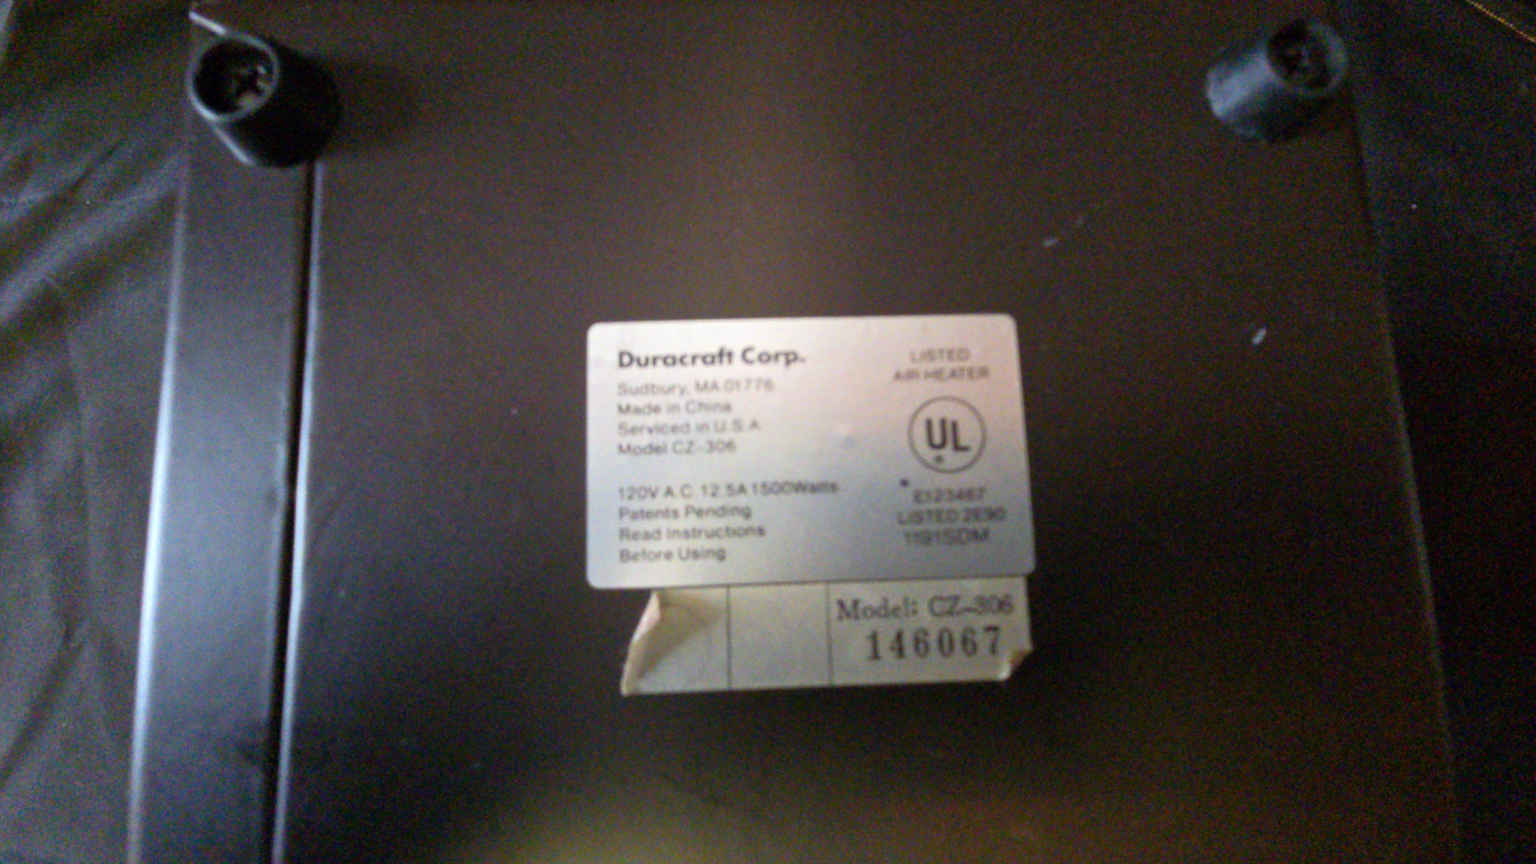 Duracraft Corp.
Sudbury, MA 01776
Made in China
Serviced in U.S.A
Model CZ-306
120V A.C. 12.5A 1500Watts
Patents Pending
Read Instructions
Before Using
LISTED
AIR HEATER
UL
E123467
LISTED 2E90
1191SDM
Model: CZ-306
146067